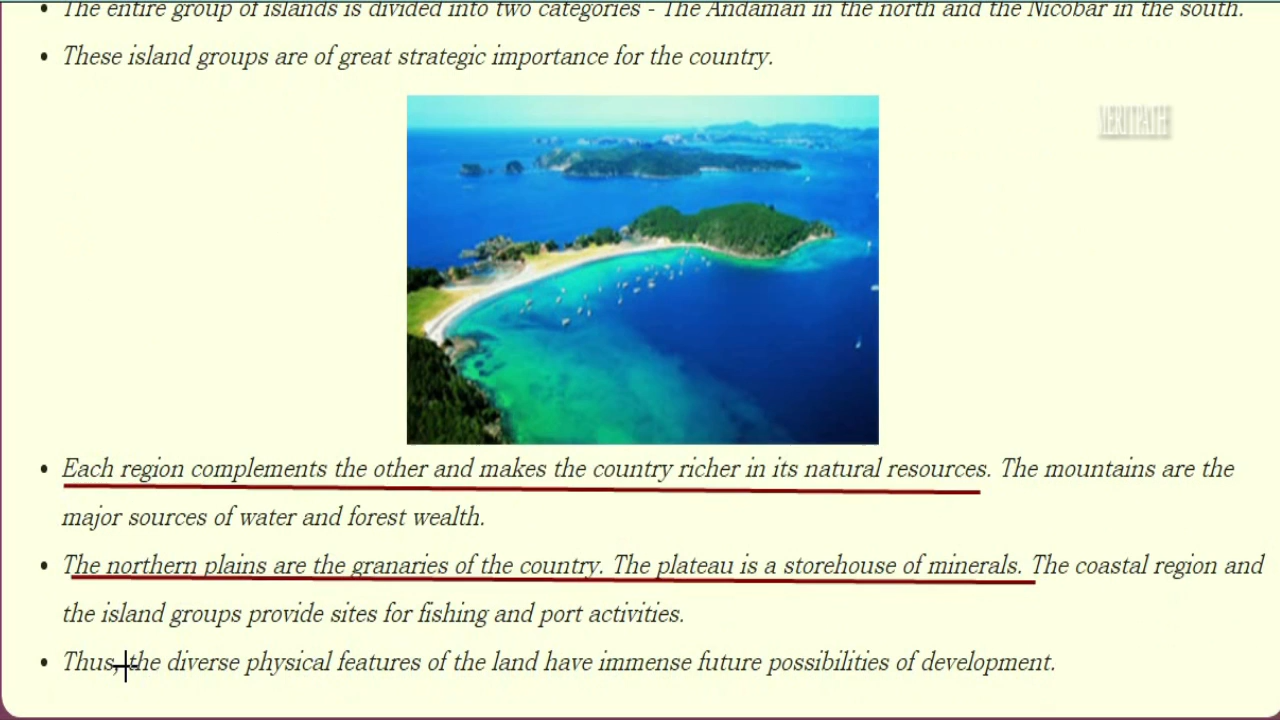 • The entire group of islands is divided into two categories - The Andaman in the north and the Nicobar in the south.
• These island groups are of great strategic importance for the country.
MERITPATH
• Each region complements the other and makes the country richer in its natural resources. The mountains are the
major sources of water and forest wealth.
• The northern plains are the granaries of the country. The plateau is a storehouse of minerals. The coastal region and
the island groups provide sites for fishing and port activities.
• Thus, the diverse physical features of the land have immense future possibilities of development.